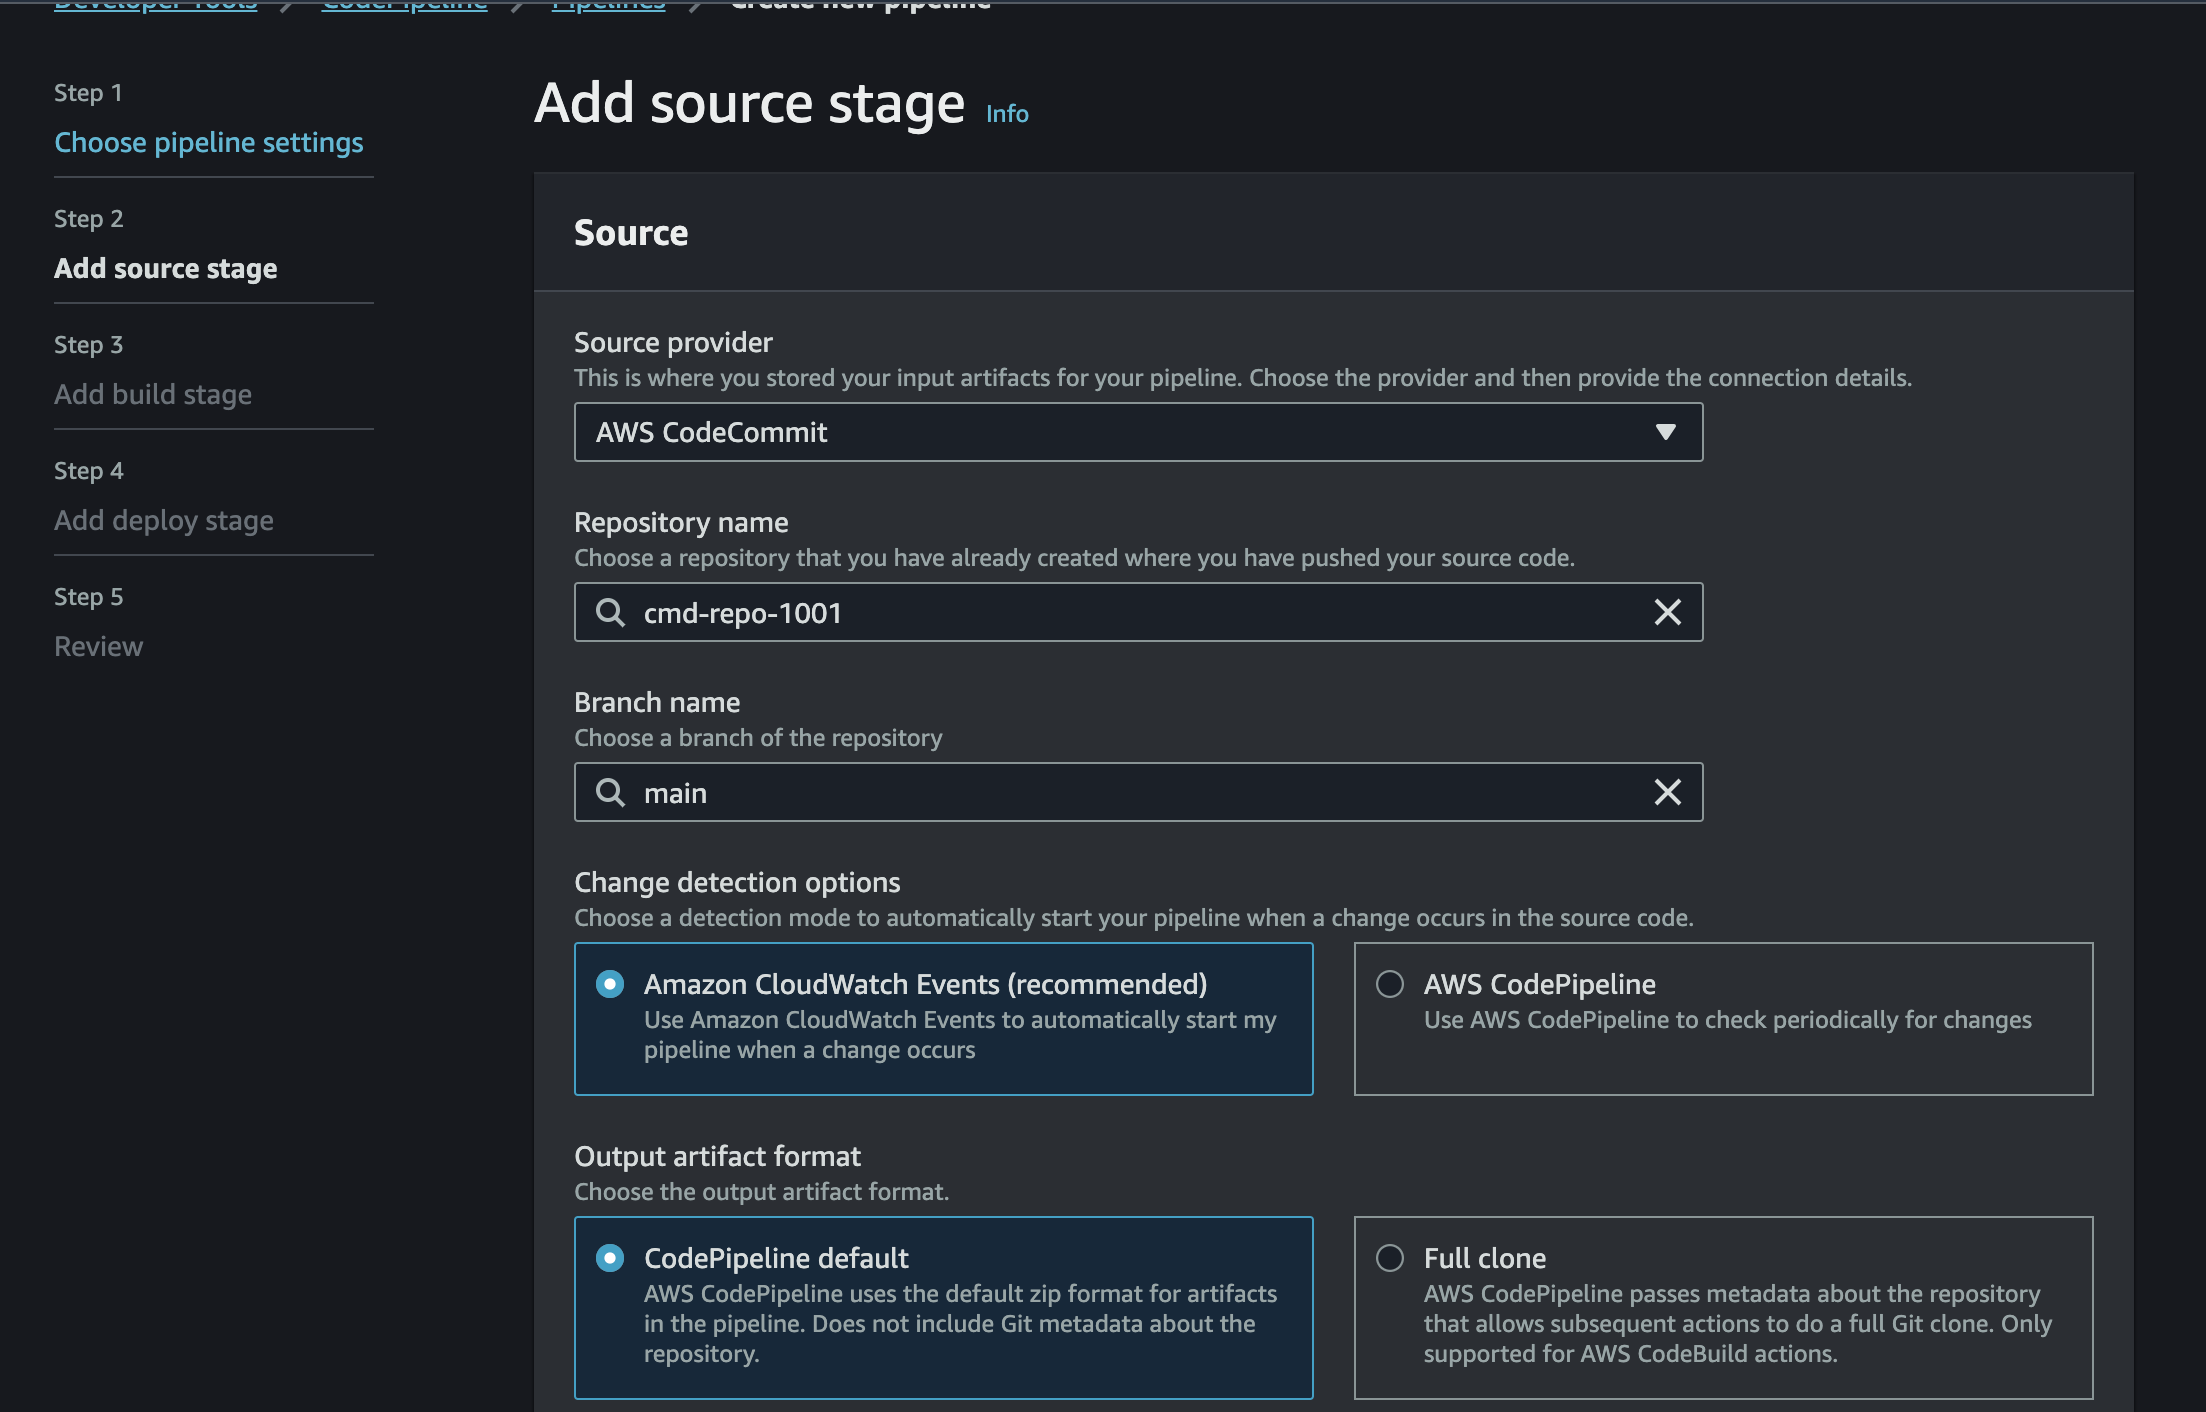 Developer Tools
CodePipeline
Pipelines
Create new pipeline
Step 1
Choose pipeline settings
Step 2
Add source stage
Step 3
Add build stage
Step 4
Add deploy stage
Step 5
Review
Add source stage Info
Source
Source provider
This is where you stored your input artifacts for your pipeline. Choose the provider and then provide the connection details.
AWS CodeCommit
Repository name
Choose a repository that you have already created where you have pushed your source code.
cmd-repo-1001
Branch name
Choose a branch of the repository
main
Change detection options
Choose a detection mode to automatically start your pipeline when a change occurs in the source code.
Amazon CloudWatch Events (recommended)
Use Amazon CloudWatch Events to automatically start my
pipeline when a change occurs
AWS CodePipeline
Use AWS CodePipeline to check periodically for changes
Output artifact format
Choose the output artifact format.
CodePipeline default
AWS CodePipeline uses the default zip format for artifacts
in the pipeline. Does not include Git metadata about the
repository.
Full clone
AWS CodePipeline passes metadata about the repository
that allows subsequent actions to do a full Git clone. Only
supported for AWS CodeBuild actions.